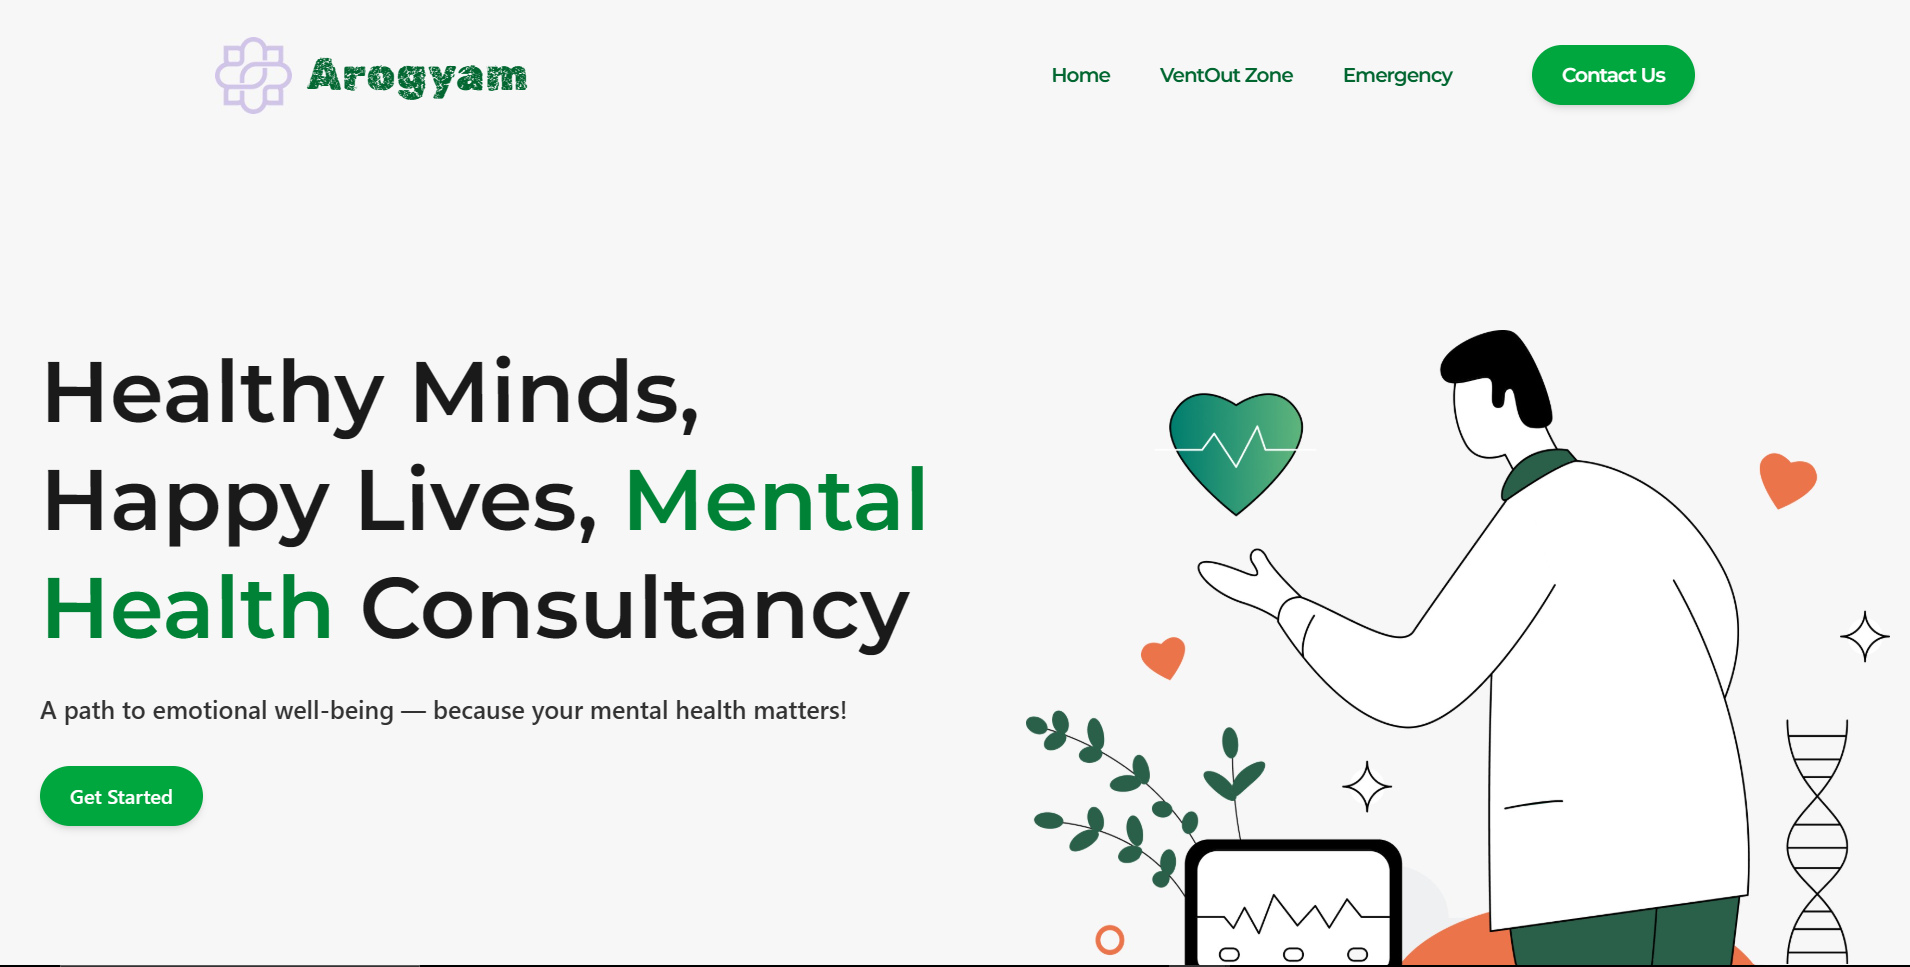 Arogyam
Home
VentOut Zone
Emergency
Contact Us
Healthy Minds,
Happy Lives, Mental
Health Consultancy
A path to emotional well-being — because your mental health matters!
Get Started